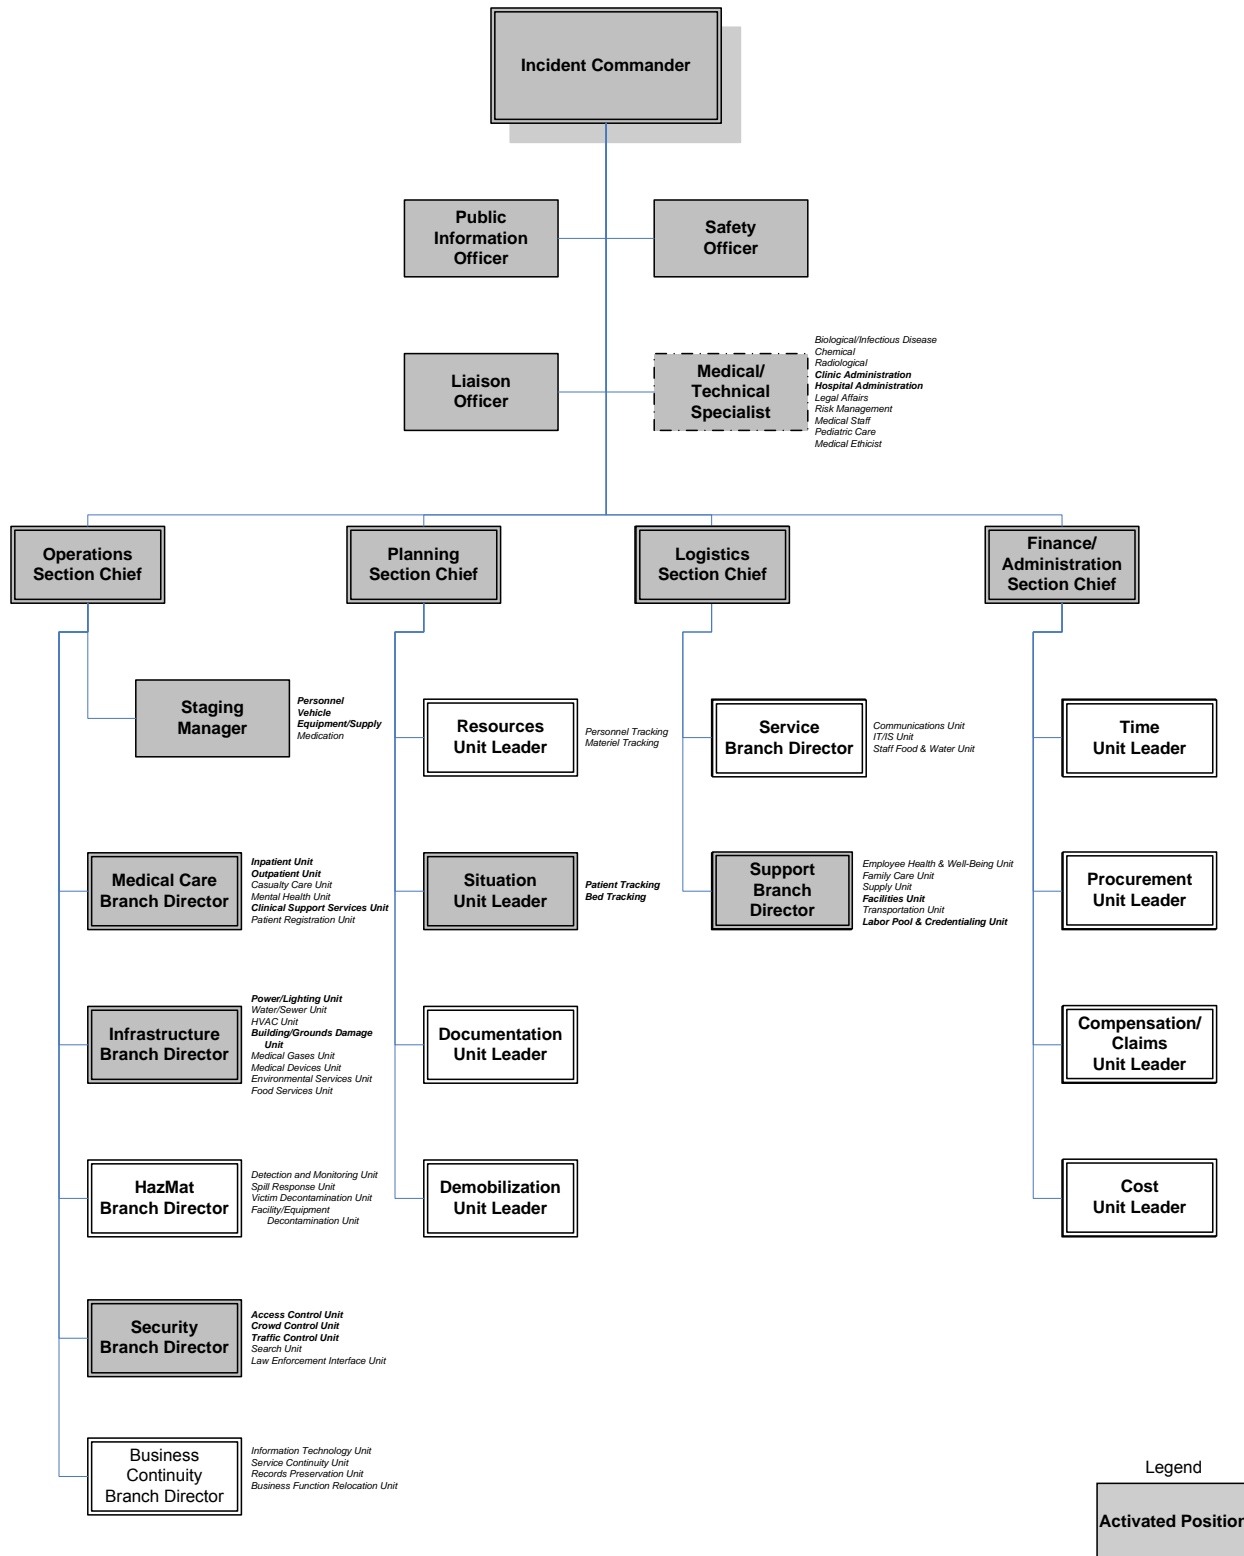 Incident Commander
Public
Information
Officer
Safety
Officer
Liaison
Officer
Medical/
Technical
Specialist
Biological/Infectious Disease
Chemical
Radiological
Clinic Administration
Hospital Administration
Legal Affairs
Risk Management
Medical Staff
Pediatric Care
Medical Ethicist
Operations
Section Chief
Planning
Section Chief
Logistics
Section Chief
Finance/
Administration
Section Chief
Staging
Manager
Personnel
Vehicle
Equipment/Supply
Medication
Resources
Unit Leader
Personnel Tracking
Materiel Tracking
Service
Branch Director
Communications Unit
IT/IS Unit
Staff Food & Water Unit
Time
Unit Leader
Medical Care
Branch Director
Inpatient Unit
Outpatient Unit
Casualty Care Unit
Mental Health Unit
Clinical Support Services Unit
Patient Registration Unit
Situation
Unit Leader
Patient Tracking
Bed Tracking
Support
Branch
Director
Employee Health & Well-Being Unit
Family Care Unit
Supply Unit
Facilities Unit
Transportation Unit
Labor Pool & Credentialing Unit
Procurement
Unit Leader
Infrastructure
Branch Director
Power/Lighting Unit
Water/Sewer Unit
HVAC Unit
Building/Grounds Damage
Unit
Medical Gases Unit
Medical Devices Unit
Environmental Services Unit
Food Services Unit
Documentation
Unit Leader
Compensation/
Claims
Unit Leader
HazMat
Branch Director
Detection and Monitoring Unit
Spill Response Unit
Victim Decontamination Unit
Facility/Equipment
Decontamination Unit
Demobilization
Unit Leader
Cost
Unit Leader
Security
Branch Director
Access Control Unit
Crowd Control Unit
Traffic Control Unit
Search Unit
Law Enforcement Interface Unit
Business
Continuity
Branch Director
Information Technology Unit
Service Continuity Unit
Records Preservation Unit
Business Function Relocation Unit
Legend
Activated Position